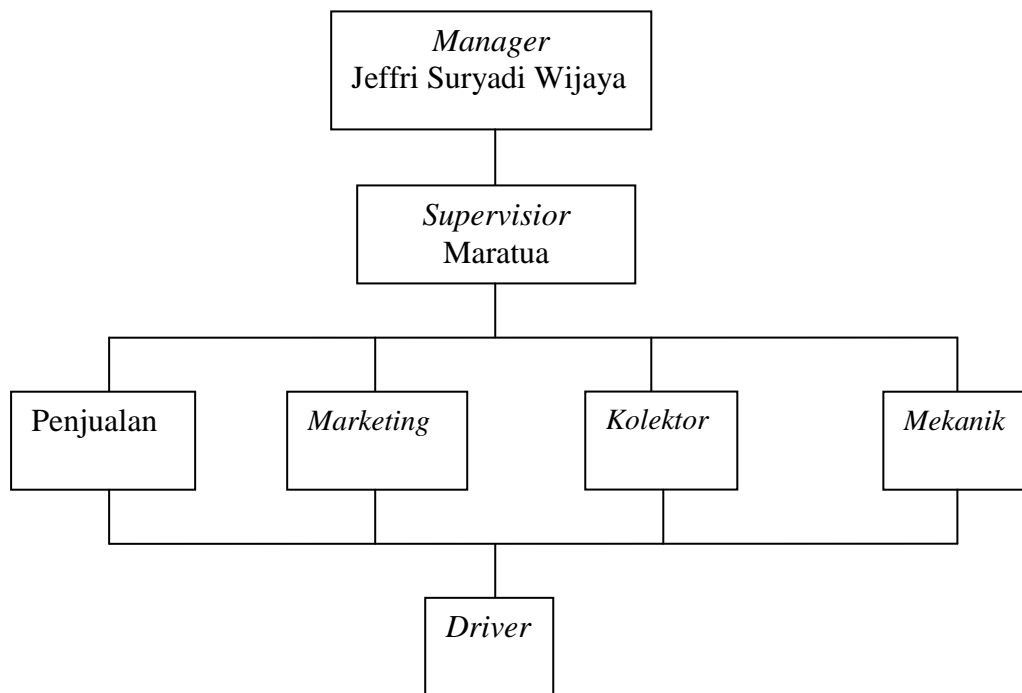 Manager
Jeffri Suryadi Wijaya
Supervisior
Maratua
Penjualan
Marketing
Kolektor
Mekanik
Driver